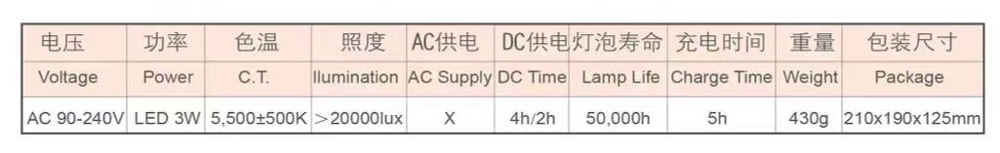 电压 功率 色温 照度 AC供电 DC供电 灯泡寿命 充电时间 重量 包装尺寸
Voltage Power C.T. Ilumination AC Supply DC Time Lamp Life Charge Time Weight Package
AC 90-240V LED 3W 5,500±500K >20000lux X 4h/2h 50,000h 5h 430g 210x190x125mm